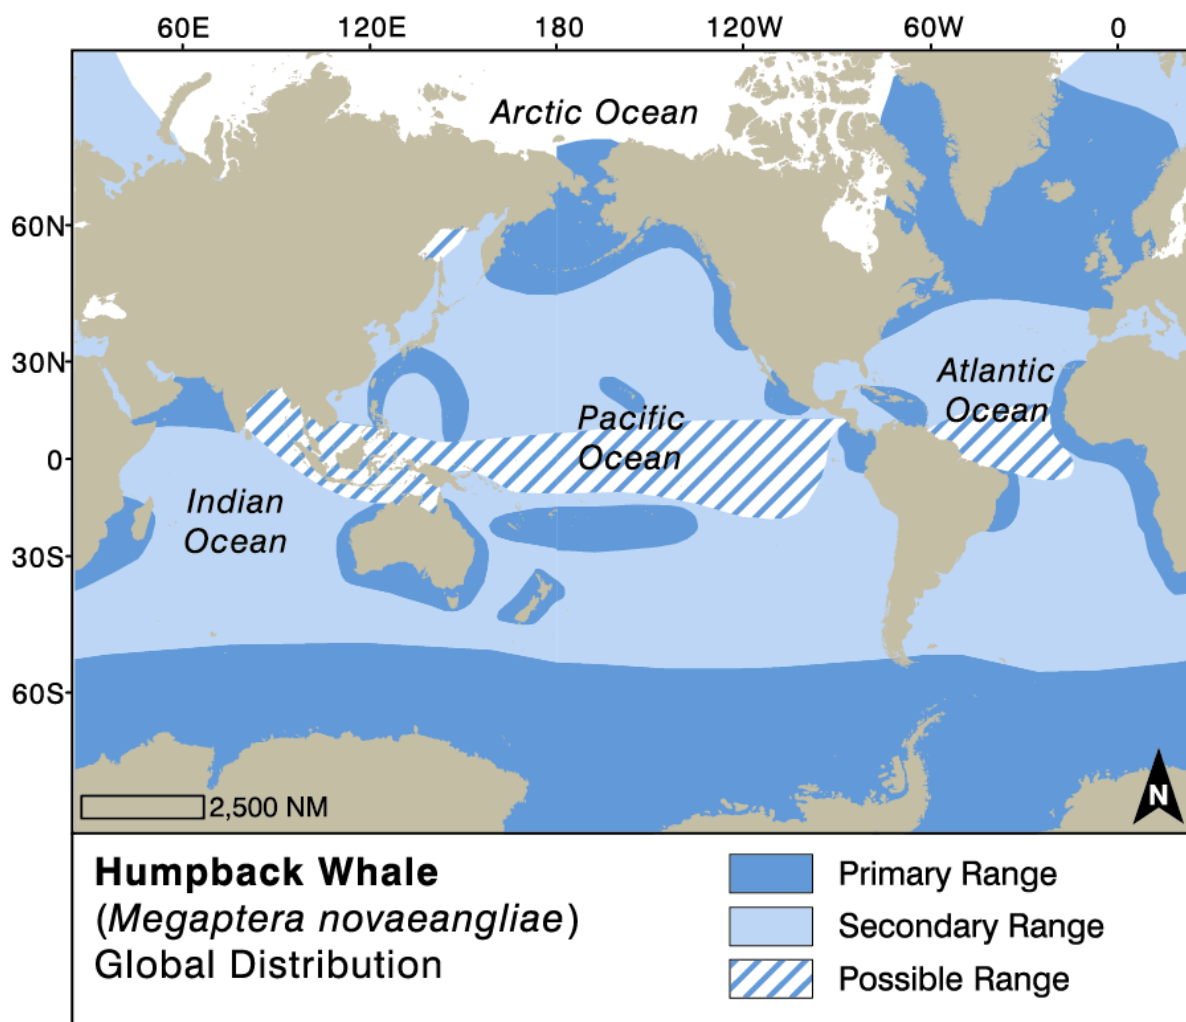 60E 120E 180 120W 60W 0
Arctic Ocean
60N
30N
Atlantic
Ocean
Pacific
Ocean
0
Indian
Ocean
30S
60S
2,500 NM
N
Humpback Whale
(Megaptera novaeangliae)
Global Distribution
Primary Range
Secondary Range
Possible Range